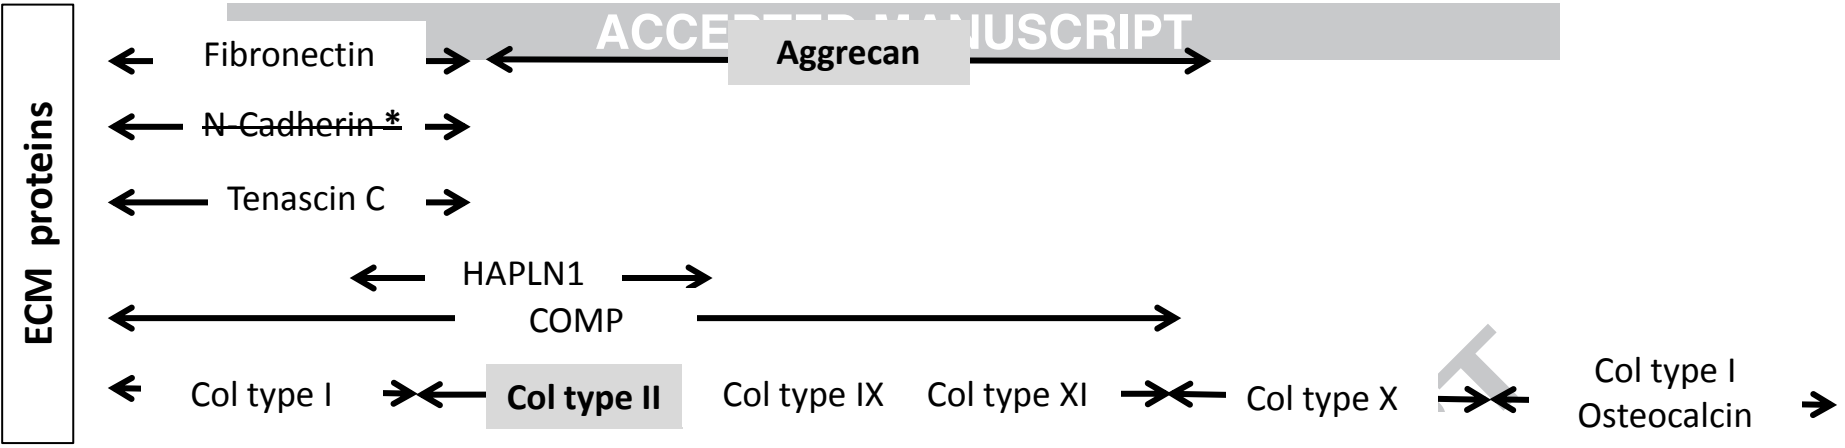 ACCEPTED MANUSCRIPT
Fibronectin
Aggrecan
N-Cadherin *
Tenascin C
ECM proteins
HAPLN1
COMP
Col type I
Col type II
Col type IX
Col type XI
Col type X
Col type I
Osteocalcin
T